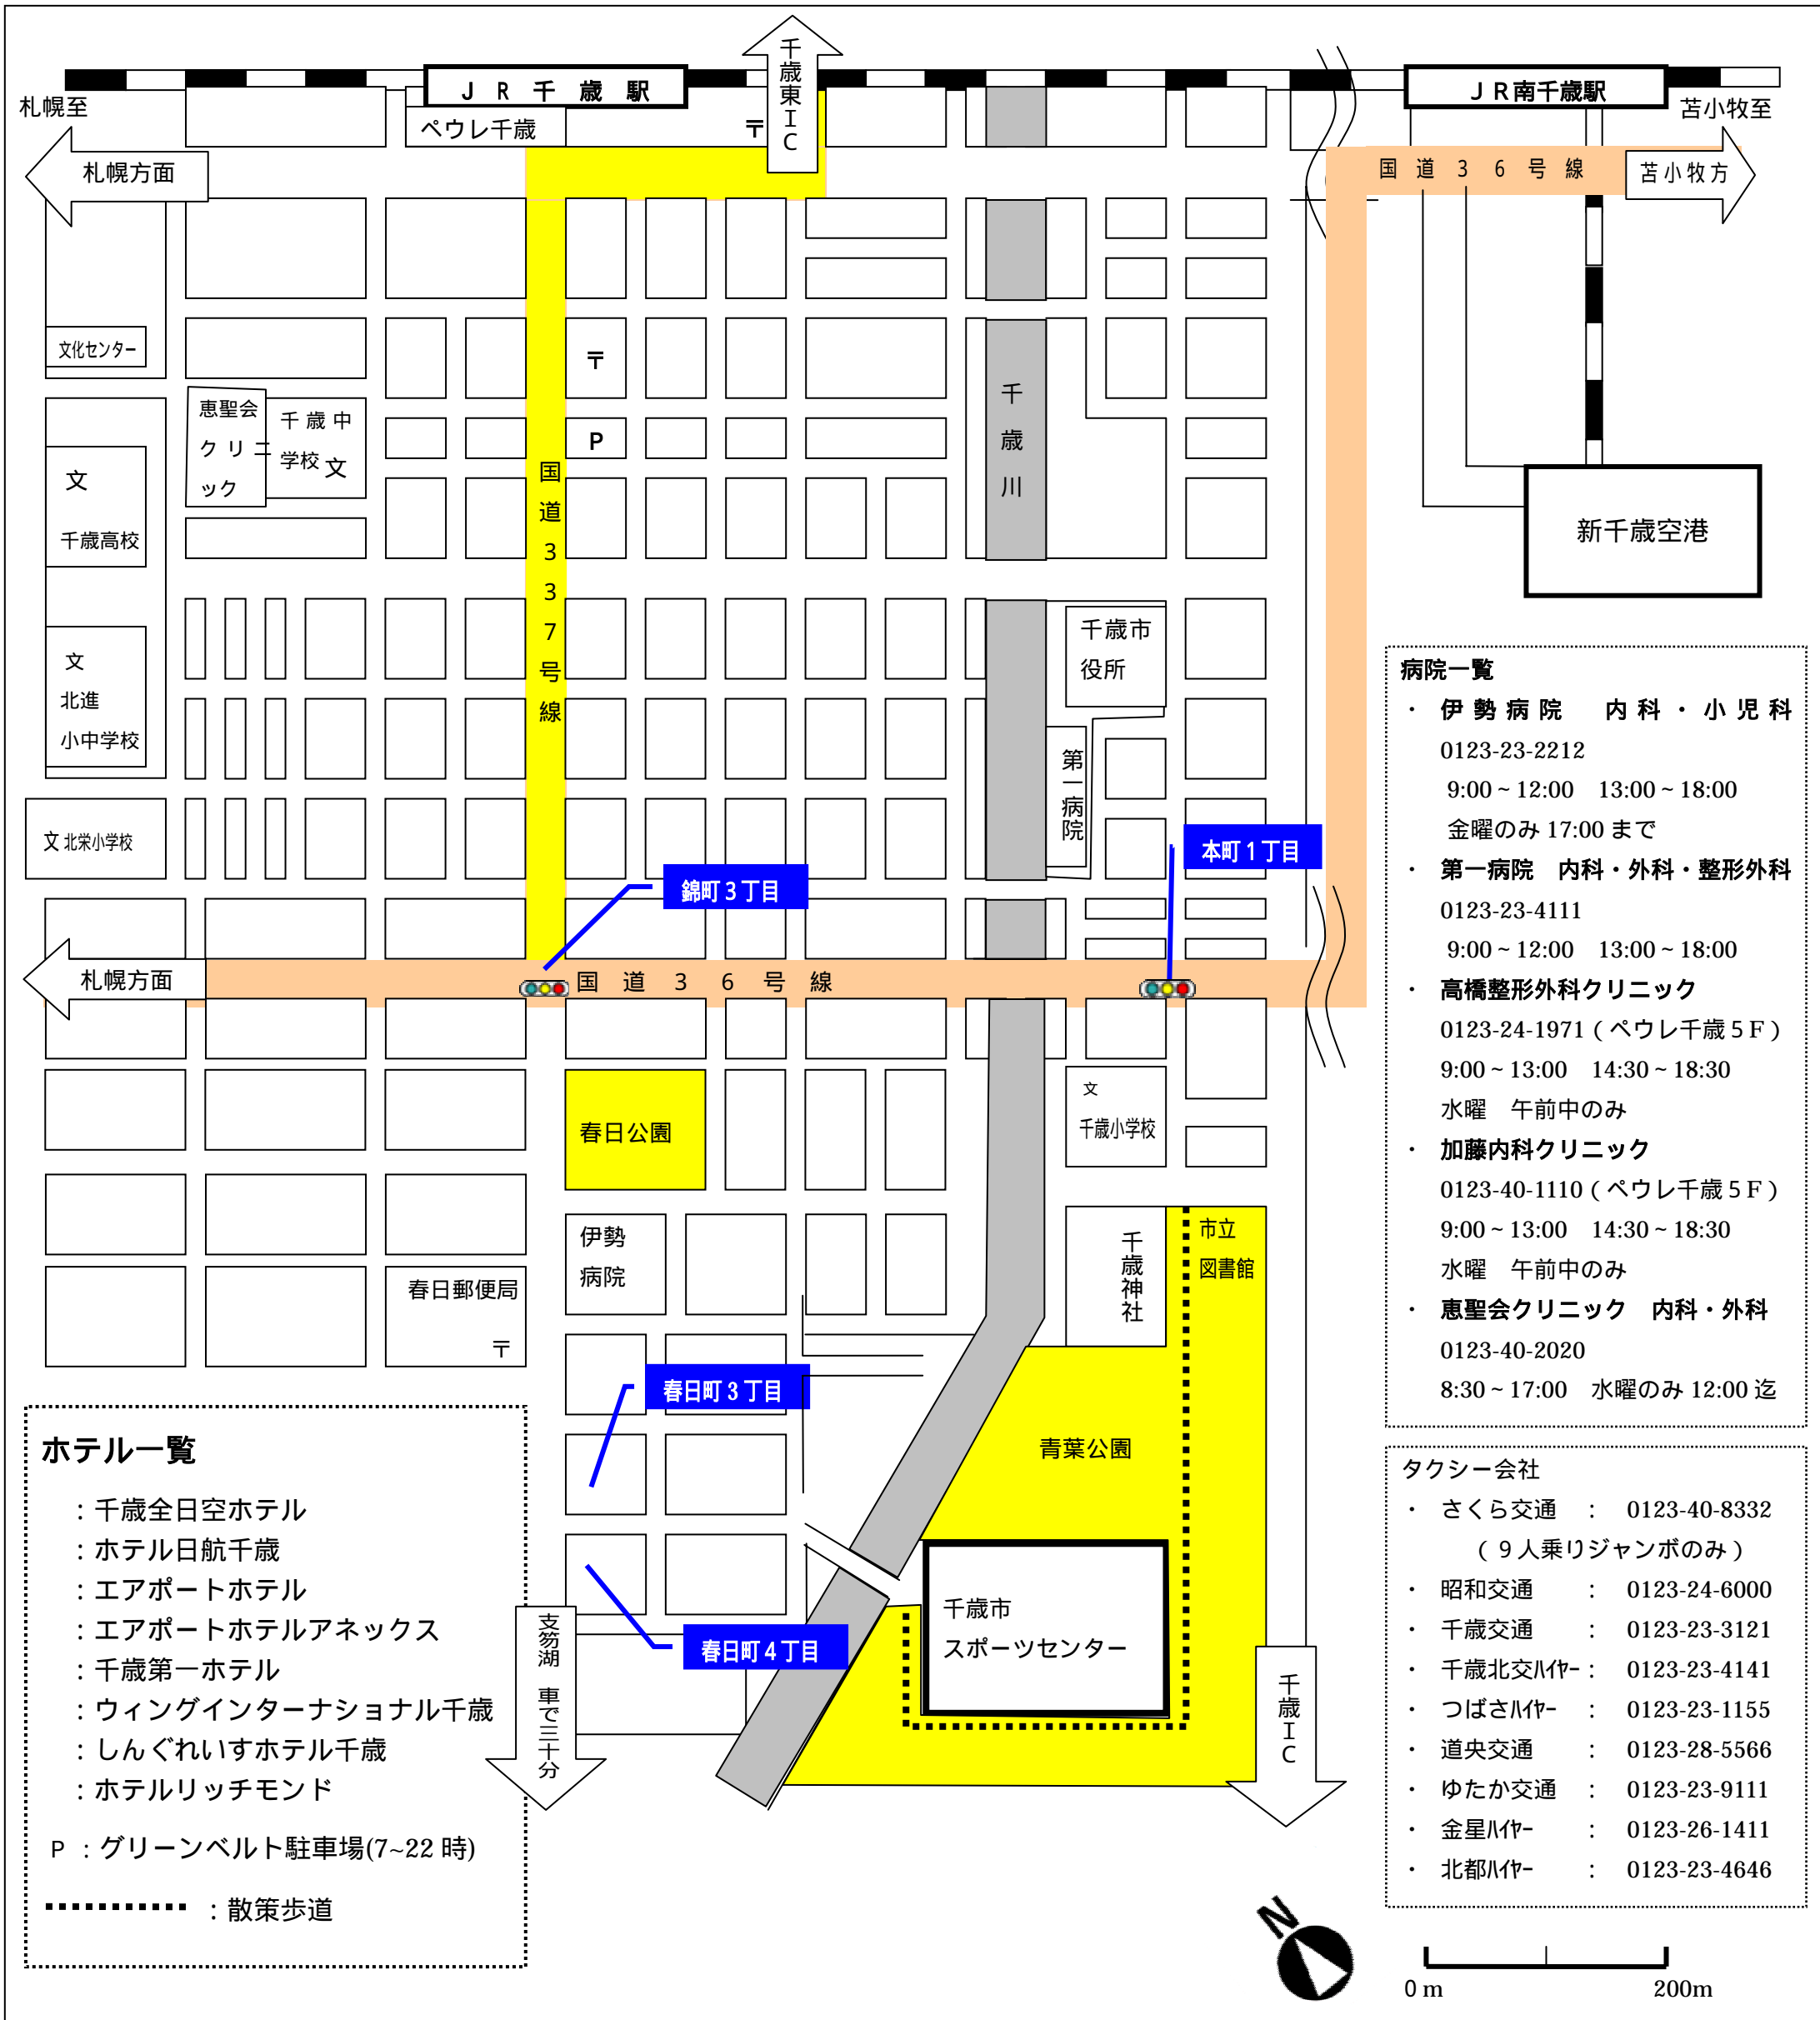 千歳東IC
JR千歳駅
JR南千歳駅
札幌至
苫小牧至
ペウレ千歳
〒
札幌方面
国道36号線
苫小牧方
文化センター
〒
恵聖会
クリニ
ック
千歳中
学校 文
P
千歳川
文
千歳高校
国道337号線
新千歳空港
文
北進
小中学校
千歳市
役所
第一病院
文 北栄小学校
本町1丁目
錦町3丁目
札幌方面
国道36号線
春日公園
文
千歳小学校
伊勢
病院
千歳神社
市立
図書館
春日郵便局
〒
春日町3丁目
青葉公園
春日町4丁目
千歳市
スポーツセンター
支笏湖 車で三十分
千歳IC
病院一覧
・ 伊勢病院 内科・小児科
0123-23-2212
9:00~12:00 13:00~18:00
金曜のみ 17:00 まで
・ 第一病院 内科・外科・整形外科
0123-23-4111
9:00~12:00 13:00~18:00
・ 高橋整形外科クリニック
0123-24-1971(ペウレ千歳5F)
9:00~13:00 14:30~18:30
水曜 午前中のみ
・ 加藤内科クリニック
0123-40-1110(ペウレ千歳5F)
9:00~13:00 14:30~18:30
水曜 午前中のみ
・ 恵聖会クリニック 内科・外科
0123-40-2020
8:30~17:00 水曜のみ 12:00 迄
ホテル一覧
:千歳全日空ホテル
:ホテル日航千歳
:エアポートホテル
:エアポートホテルアネックス
:千歳第一ホテル
:ウィングインターナショナル千歳
:しんぐれいすホテル千歳
:ホテルリッチモンド
P :グリーンベルト駐車場(7~22 時)
:散策歩道
タクシー会社
・ さくら交通 : 0123-40-8332
(9人乗りジャンボのみ)
・ 昭和交通 : 0123-24-6000
・ 千歳交通 : 0123-23-3121
・ 千歳北交ハイヤー: 0123-23-4141
・ つばさハイヤー : 0123-23-1155
・ 道央交通 : 0123-28-5566
・ ゆたか交通 : 0123-23-9111
・ 金星ハイヤー : 0123-26-1411
・ 北都ハイヤー : 0123-23-4646
N
0m 200m